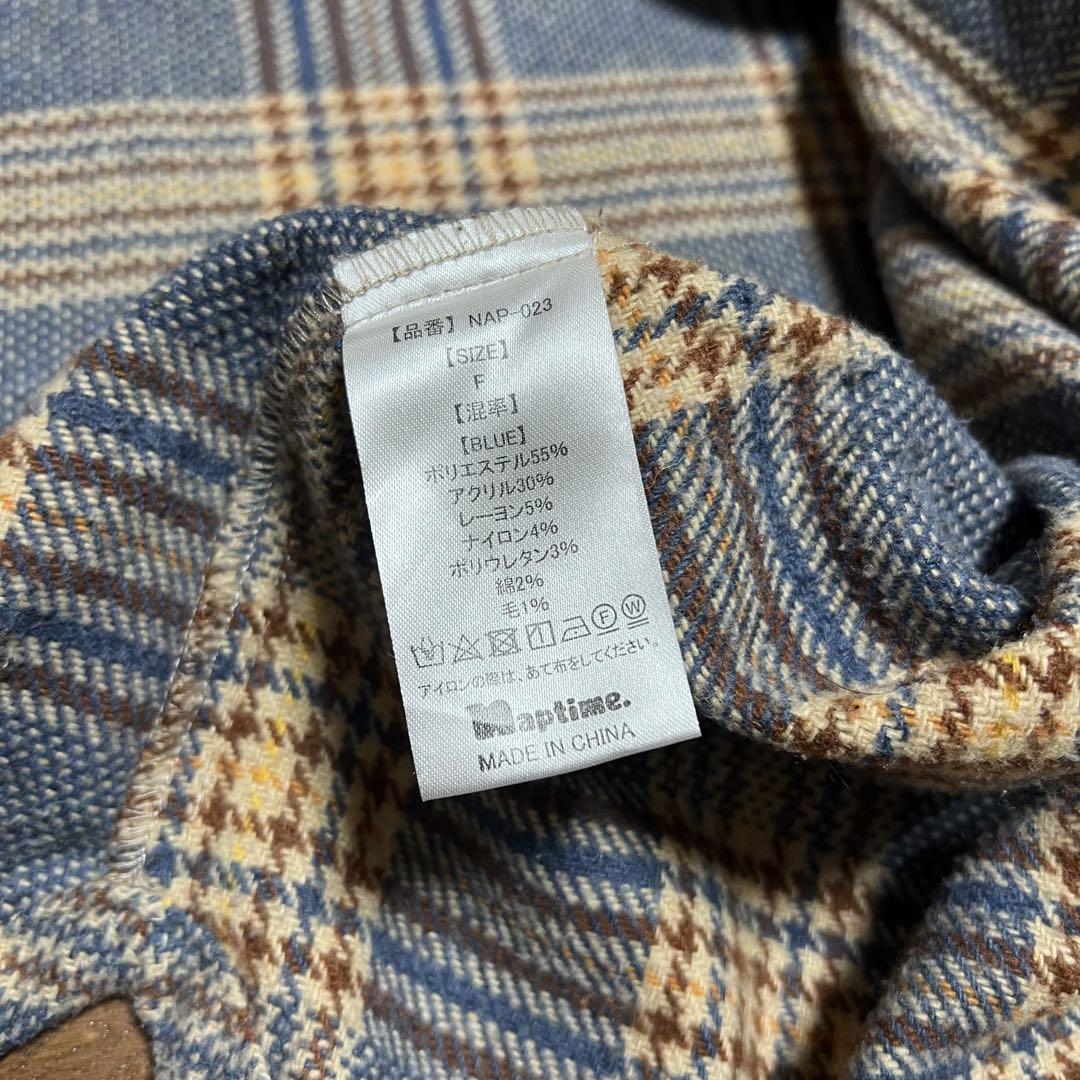 【品番】NAP-023
【SIZE】
F
【混率】
【BLUE】
ポリエステル55%
アクリル30%
レーヨン5%
ナイロン4%
ポリウレタン3%
綿2%
毛1%
F W
アイロンの際は、あて布をしてください。
Naptime.
MADE IN CHINA